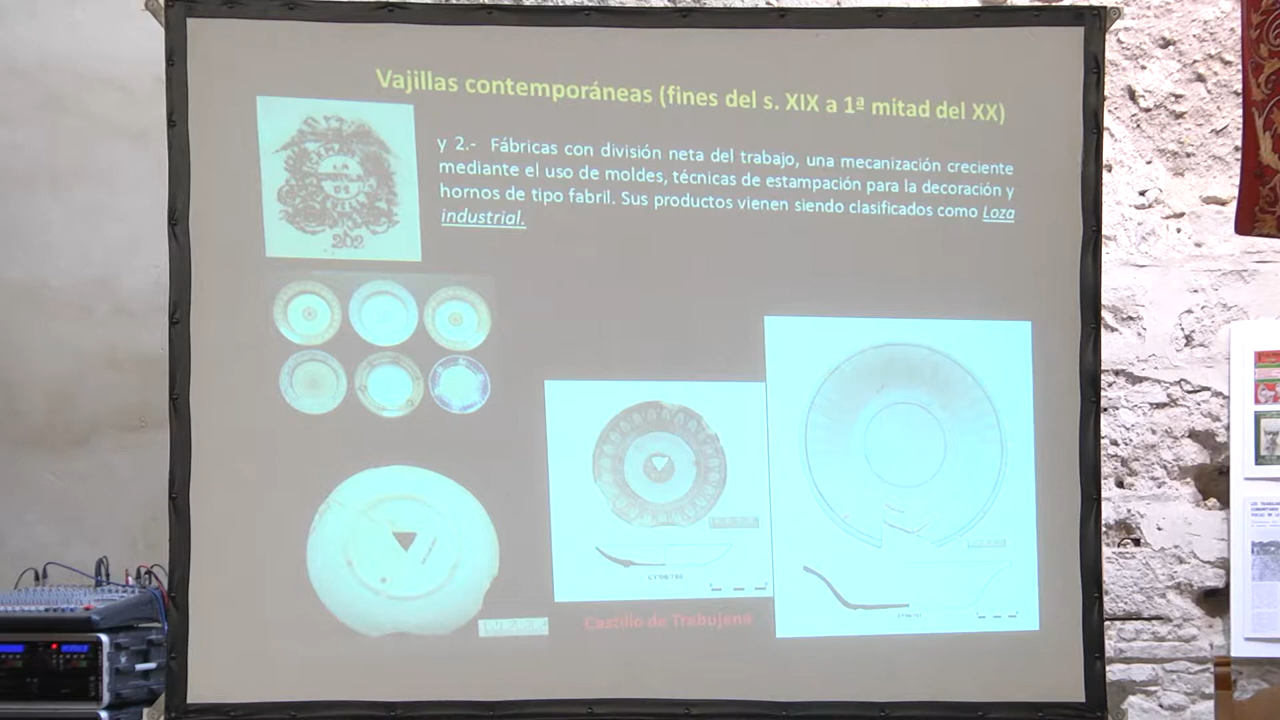 Vajillas contemporáneas (fines del s. XIX a 1ª mitad del XX)
y 2.- Fábricas con división neta del trabajo, una mecanización creciente
mediante el uso de moldes, técnicas de estampación para la decoración y
hornos de tipo fabril. Sus productos vienen siendo clasificados como Loza
industrial.
LA
DE
202
Castillo de Trabujena